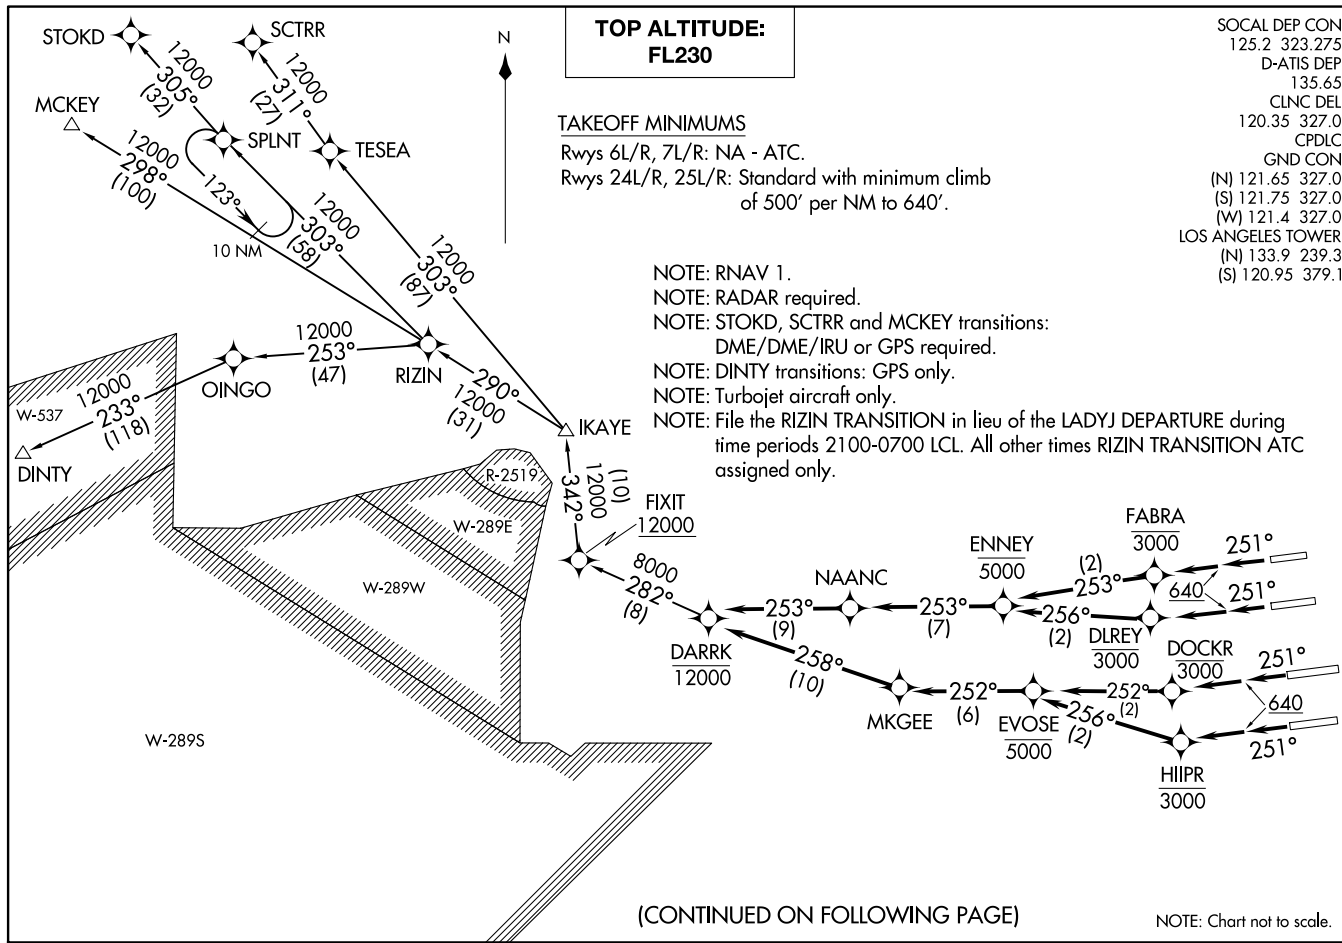 TOP ALTITUDE:
FL230
SOCAL DEP CON
125.2 323.275
D-ATIS DEP
135.65
CLNC DEL
120.35 327.0
CPDLC
GND CON
(N) 121.65 327.0
(S) 121.75 327.0
(W) 121.4 327.0
LOS ANGELES TOWER
(N) 133.9 239.3
(S) 120.95 379.1
N
TAKEOFF MINIMUMS
Rwys 6L/R, 7L/R: NA - ATC.
Rwys 24L/R, 25L/R: Standard with minimum climb
of 500' per NM to 640'.
NOTE: RNAV 1.
NOTE: RADAR required.
NOTE: STOKD, SCTRR and MCKEY transitions:
DME/DME/IRU or GPS required.
NOTE: DINTY transitions: GPS only.
NOTE: Turbojet aircraft only.
NOTE: File the RIZIN TRANSITION in lieu of the LADYJ DEPARTURE during
time periods 2100-0700 LCL. All other times RIZIN TRANSITION ATC
assigned only.
STOKD
SCTRR
12000
305°
(32)
12000
311°
(27)
MCKEY
SPLNT
TESEA
12000
298°
(100)
123°
10 NM
12000
303°
(58)
12000
303°
(87)
12000
253°
(47)
OINGO
RIZIN
290°
12000
(31)
IKAYE
W-537
12000
233°
(118)
DINTY
R-2519
W-289E
W-289W
W-289S
(10)
12000
342°
FIXIT
12000
8000
282°
(8)
DARRK
12000
253°
(9)
NAANC
253°
(7)
ENNEY
5000
(2)
253°
FABRA
3000
251°
640
256°
(2)
DLREY
3000
251°
258°
(10)
MKGEE
252°
(6)
EVOSE
5000
252°
(2)
DOCKR
3000
251°
640
256°
(2)
HIIPR
3000
251°
(CONTINUED ON FOLLOWING PAGE)
NOTE: Chart not to scale.